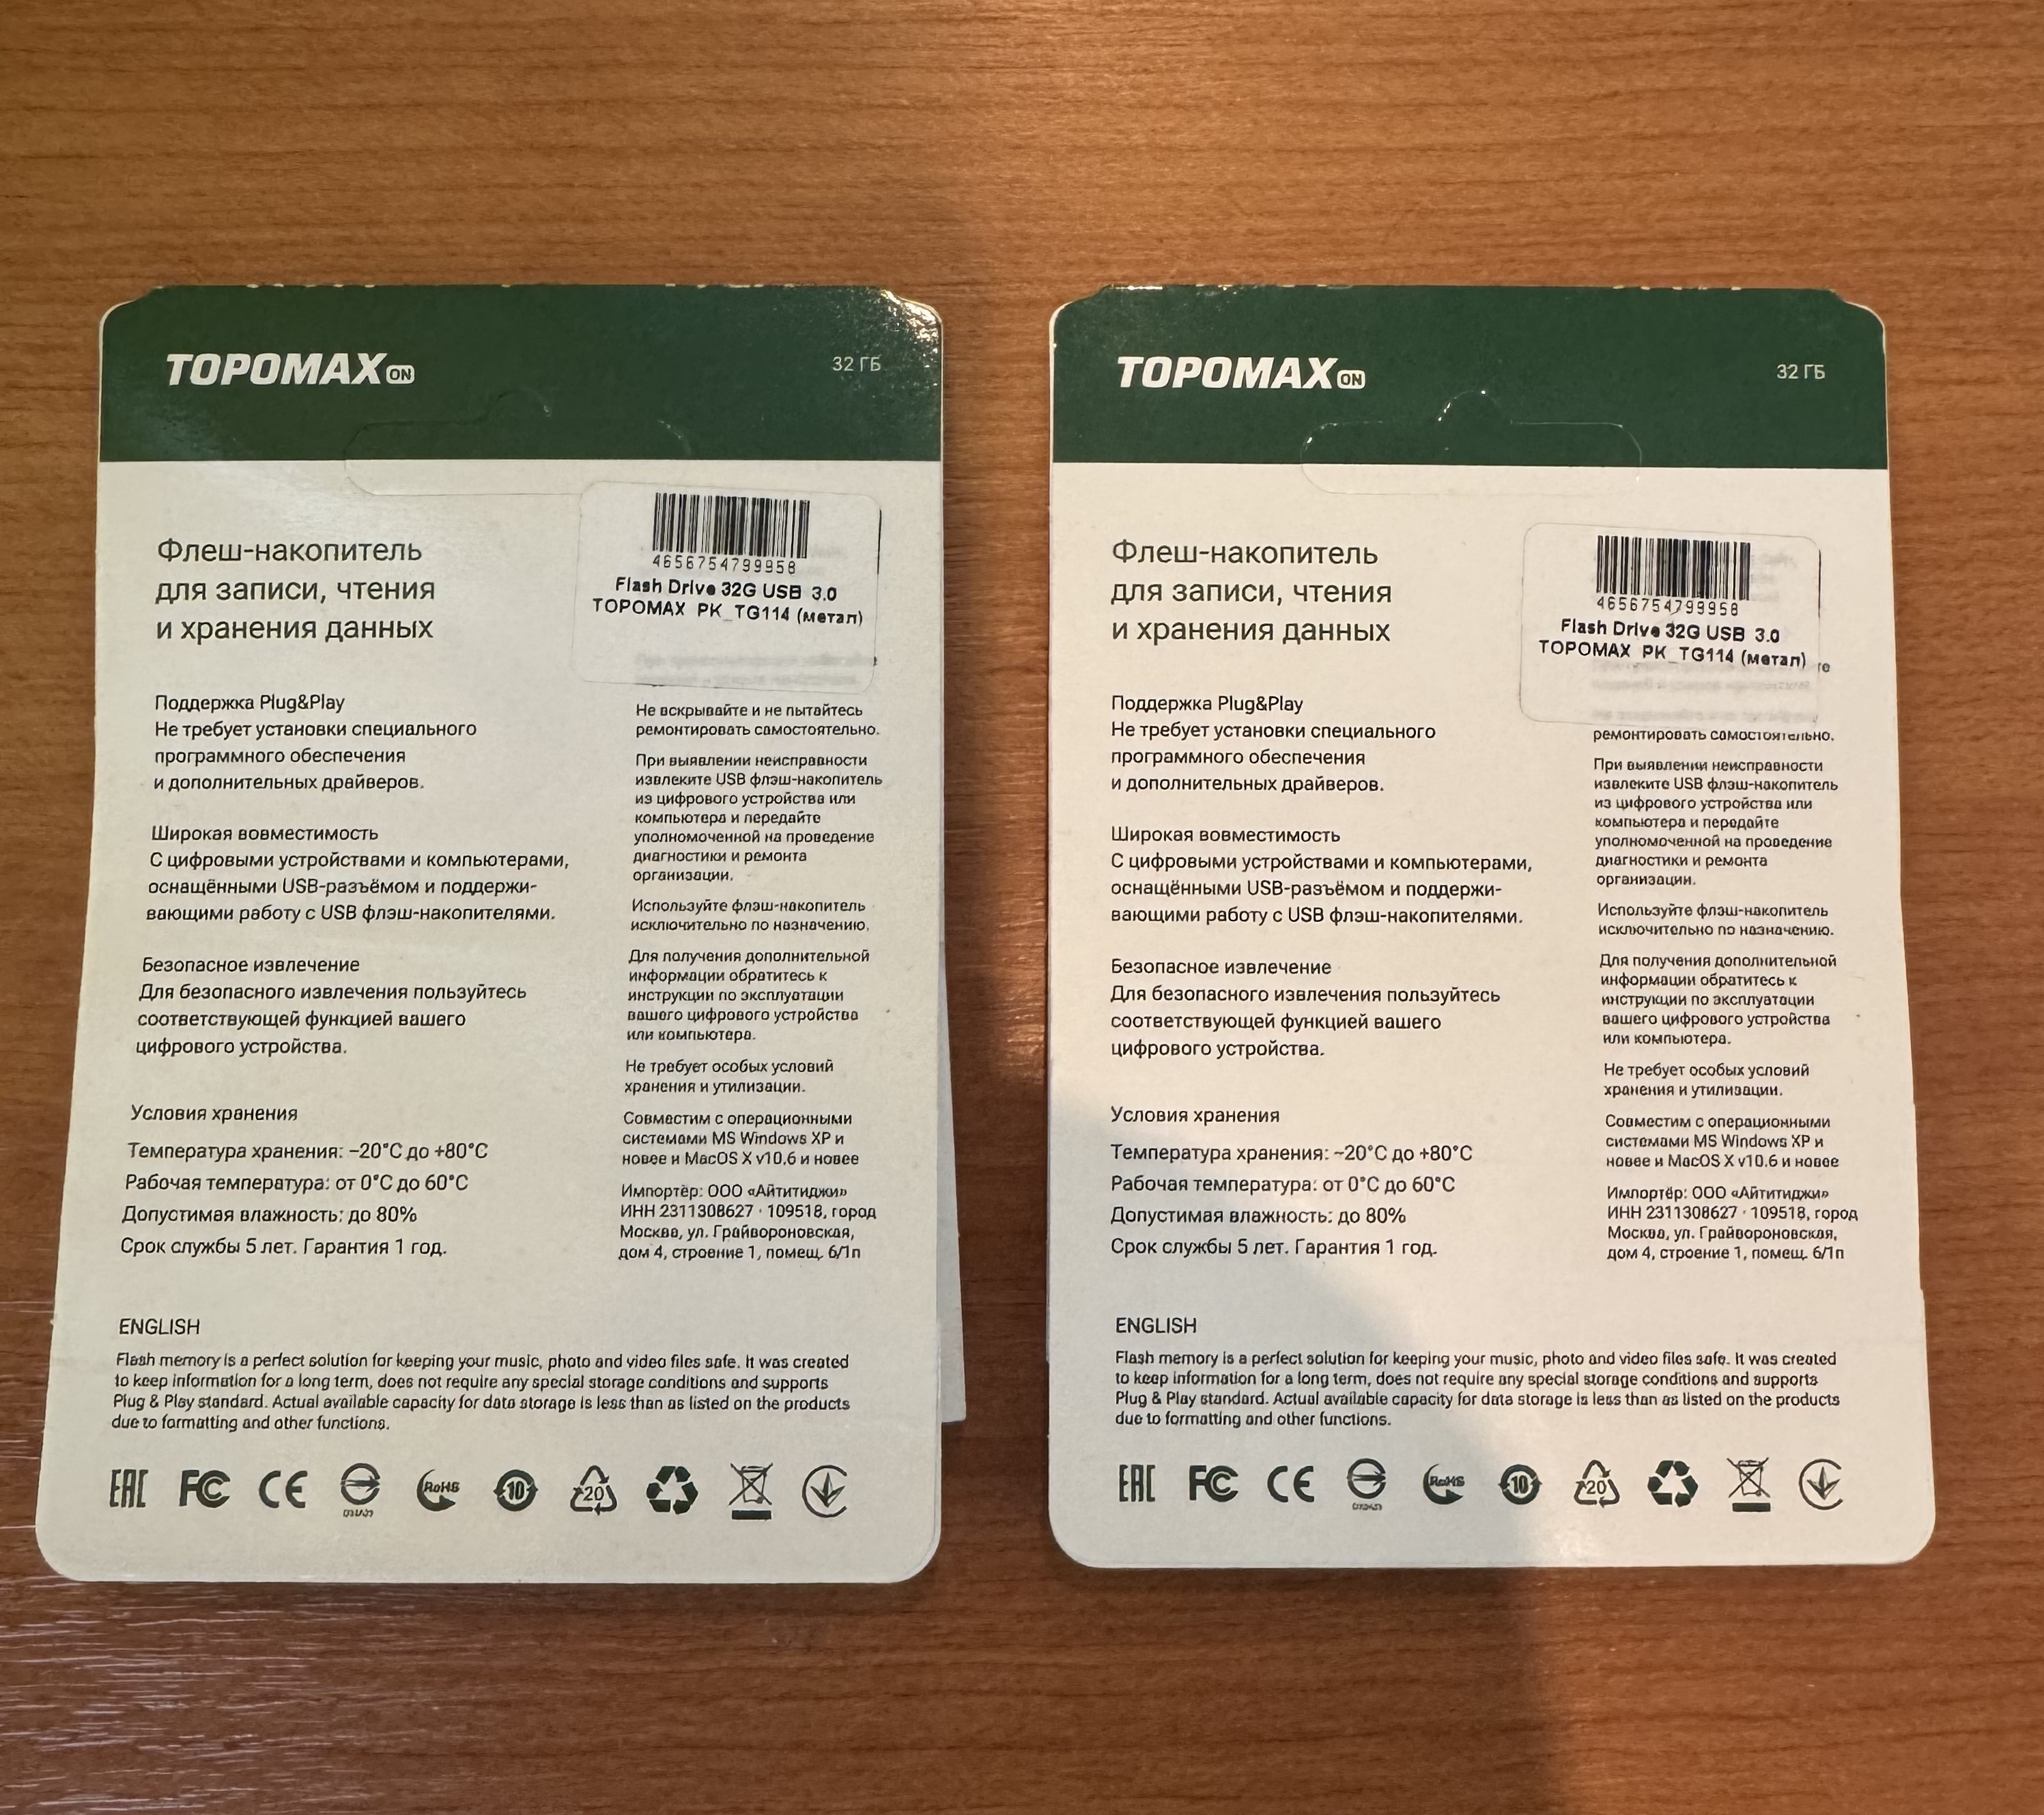 TOPOMAX ON
32 ГБ
4656754799958
Flash Drive 32G USB 3.0
TOPOMAX PK_TG114 (метал)
Флеш-накопитель
для записи, чтения
и хранения данных
Поддержка Plug&Play
Не требует установки специального
программного обеспечения
и дополнительных драйверов.
Широкая вовместимость
С цифровыми устройствами и компьютерами,
оснащёнными USB-разъёмом и поддержи-
вающими работу с USB флэш-накопителями.
Безопасное извлечение
Для безопасного извлечения пользуйтесь
соответствующей функцией вашего
цифрового устройства.
Условия хранения
Температура хранения: −20°C до +80°C
Рабочая температура: от 0°C до 60°C
Допустимая влажность: до 80%
Срок службы 5 лет. Гарантия 1 год.
Не вскрывайте и не пытайтесь
ремонтировать самостоятельно.
При выявлении неисправности
извлеките USB флэш-накопитель
из цифрового устройства или
компьютера и передайте
уполномоченной на проведение
диагностики и ремонта
организации.
Используйте флэш-накопитель
исключительно по назначению.
Для получения дополнительной
информации обратитесь к
инструкции по эксплуатации
вашего цифрового устройства
или компьютера.
Не требует особых условий
хранения и утилизации.
Совместим с операционными
системами MS Windows XP и
новее и MacOS X v10.6 и новее
Импортёр: ООО «Айтитиджи»
ИНН 2311308627 · 109518, город
Москва, ул. Грайвороновская,
дом 4, строение 1, помещ. 6/1п
ENGLISH
Flash memory is a perfect solution for keeping your music, photo and video files safe. It was created
to keep information for a long term, does not require any special storage conditions and supports
Plug & Play standard. Actual available capacity for data storage is less than as listed on the products
due to formatting and other functions.
EAC FC CE RoHS 10 20
TOPOMAX ON
32 ГБ
4656754799958
Flash Drive 32G USB 3.0
TOPOMAX PK_TG114 (метал)
Флеш-накопитель
для записи, чтения
и хранения данных
Поддержка Plug&Play
Не требует установки специального
программного обеспечения
и дополнительных драйверов.
Широкая вовместимость
С цифровыми устройствами и компьютерами,
оснащёнными USB-разъёмом и поддержи-
вающими работу с USB флэш-накопителями.
Безопасное извлечение
Для безопасного извлечения пользуйтесь
соответствующей функцией вашего
цифрового устройства.
Условия хранения
Температура хранения: −20°C до +80°C
Рабочая температура: от 0°C до 60°C
Допустимая влажность: до 80%
Срок службы 5 лет. Гарантия 1 год.
ремонтировать самостоятельно.
При выявлении неисправности
извлеките USB флэш-накопитель
из цифрового устройства или
компьютера и передайте
уполномоченной на проведение
диагностики и ремонта
организации.
Используйте флэш-накопитель
исключительно по назначению.
Для получения дополнительной
информации обратитесь к
инструкции по эксплуатации
вашего цифрового устройства
или компьютера.
Не требует особых условий
хранения и утилизации.
Совместим с операционными
системами MS Windows XP и
новее и MacOS X v10.6 и новее
Импортёр: ООО «Айтитиджи»
ИНН 2311308627 · 109518, город
Москва, ул. Грайвороновская,
дом 4, строение 1, помещ. 6/1п
ENGLISH
Flash memory is a perfect solution for keeping your music, photo and video files safe. It was created
to keep information for a long term, does not require any special storage conditions and supports
Plug & Play standard. Actual available capacity for data storage is less than as listed on the products
due to formatting and other functions.
EAC FC CE RoHS 10 20